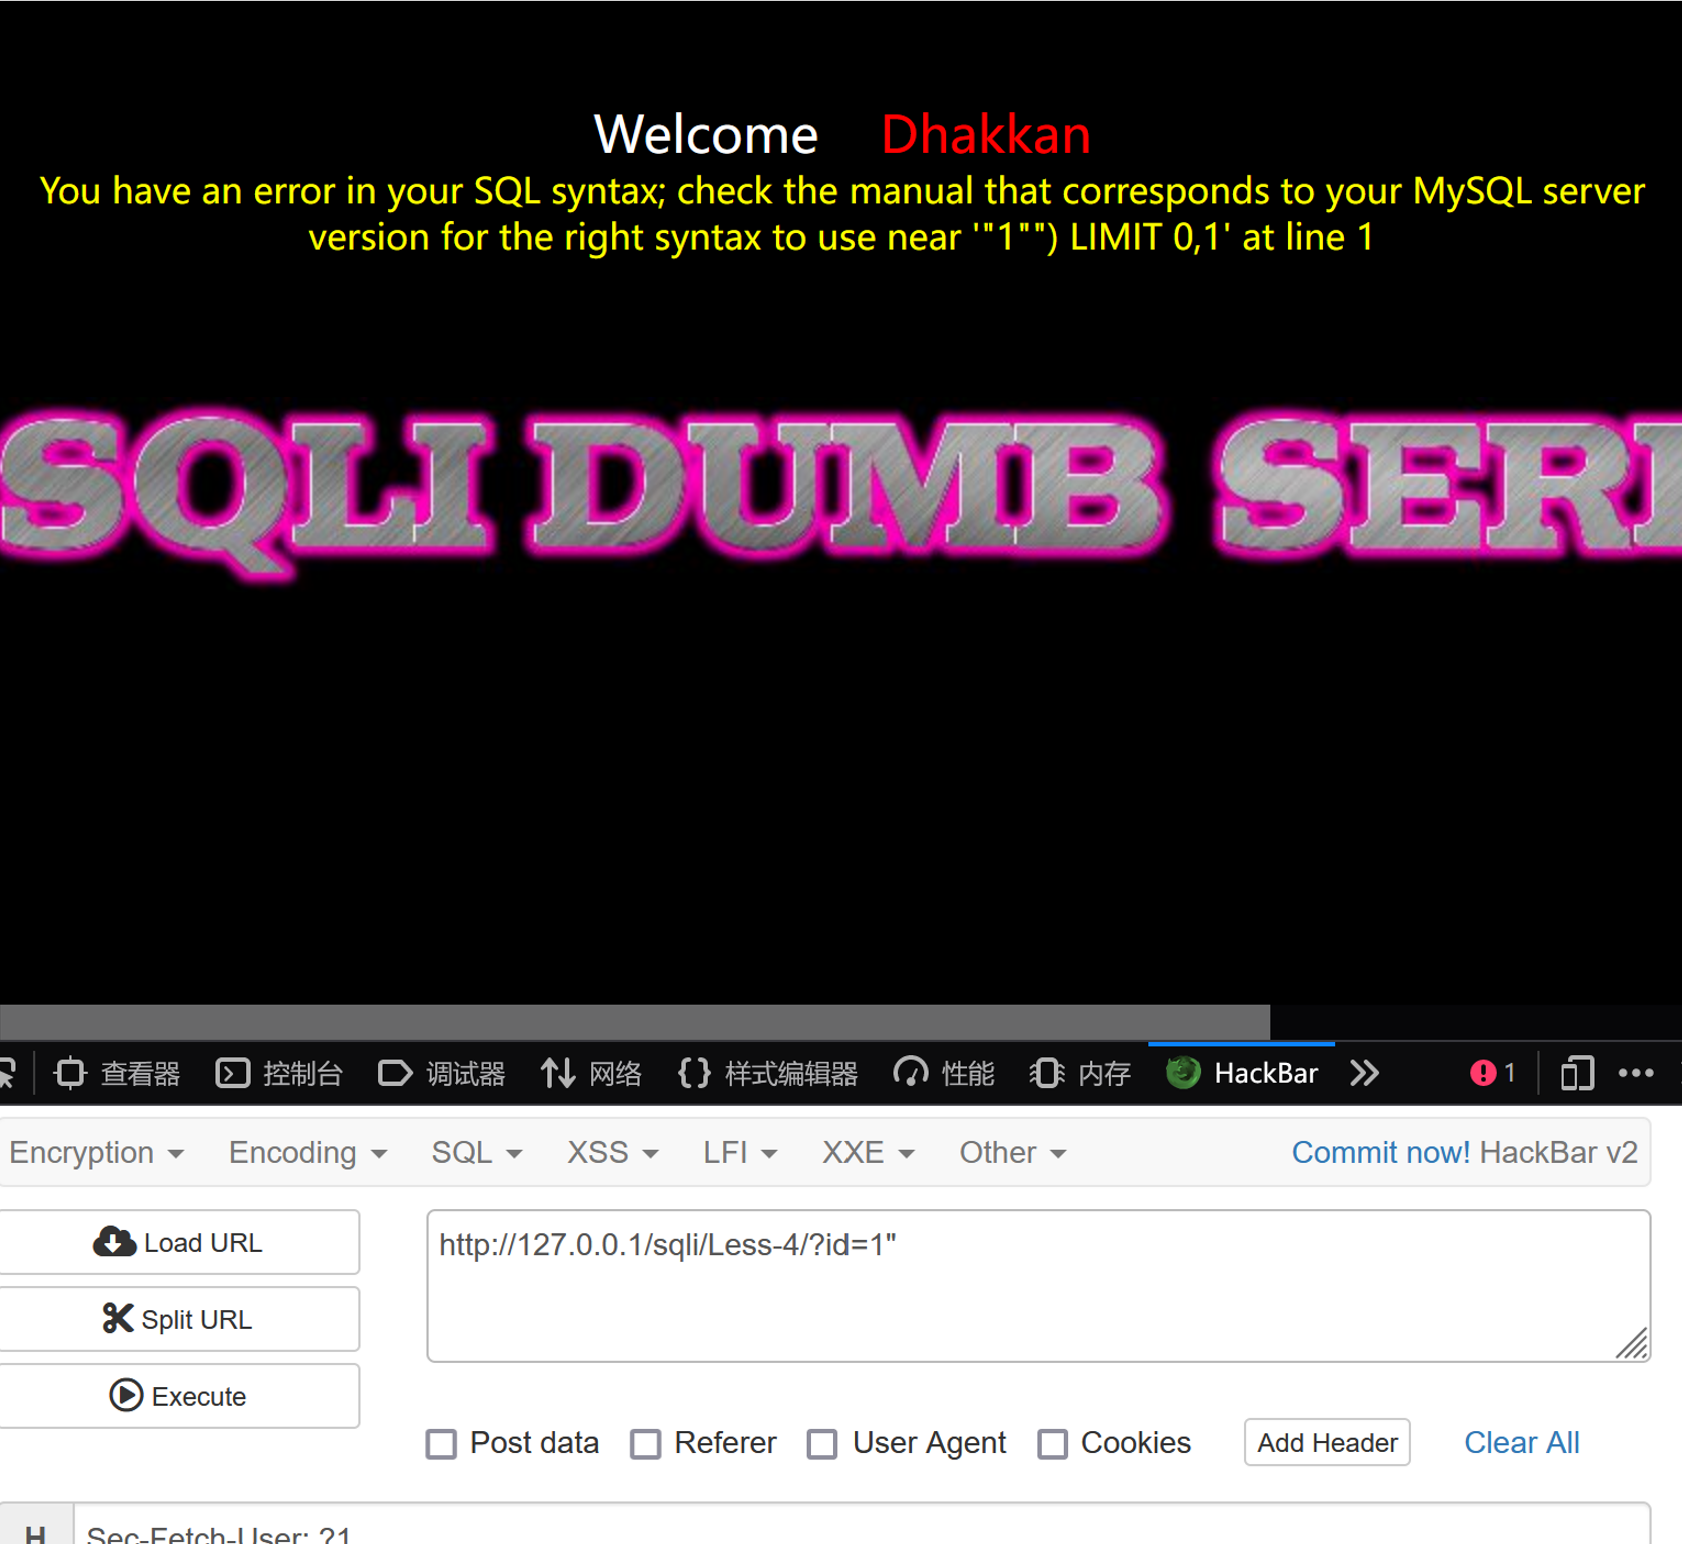 Welcome Dhakkan
You have an error in your SQL syntax; check the manual that corresponds to your MySQL server
version for the right syntax to use near '"1"") LIMIT 0,1' at line 1
SQLI DUMB SERI
查看器 控制台 调试器 网络 样式编辑器 性能 内存 HackBar 1
Encryption Encoding SQL XSS LFI XXE Other Commit now! HackBar v2
Load URL
http://127.0.0.1/sqli/Less-4/?id=1"
Split URL
Execute
Post data Referer User Agent Cookies Add Header Clear All
H Sec-Fetch-User: ?1